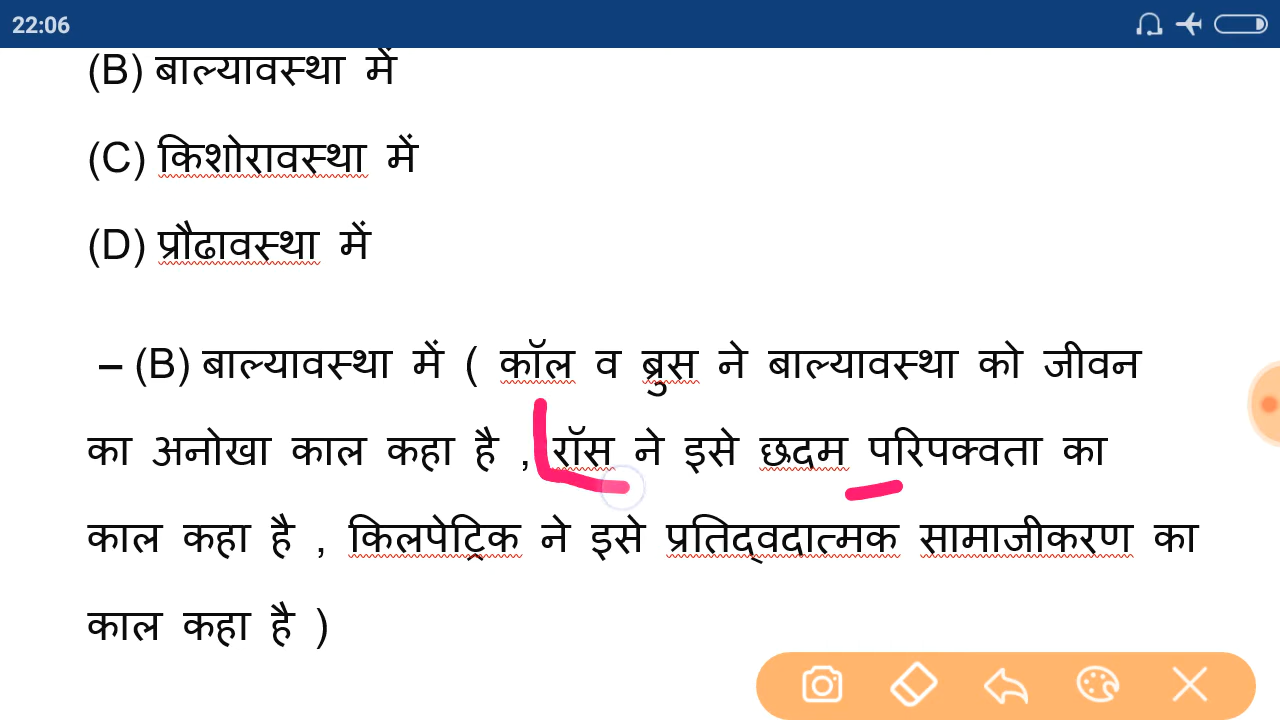 22:06
(B) बाल्यावस्था में
(C) किशोरावस्था में
(D) प्रौढावस्था में
– (B) बाल्यावस्था में ( कॉल व ब्रुस ने बाल्यावस्था को जीवन
का अनोखा काल कहा है , रॉस ने इसे छदम परिपक्वता का
काल कहा है , किलपेट्रिक ने इसे प्रतिद्वदात्मक सामाजीकरण का
काल कहा है )